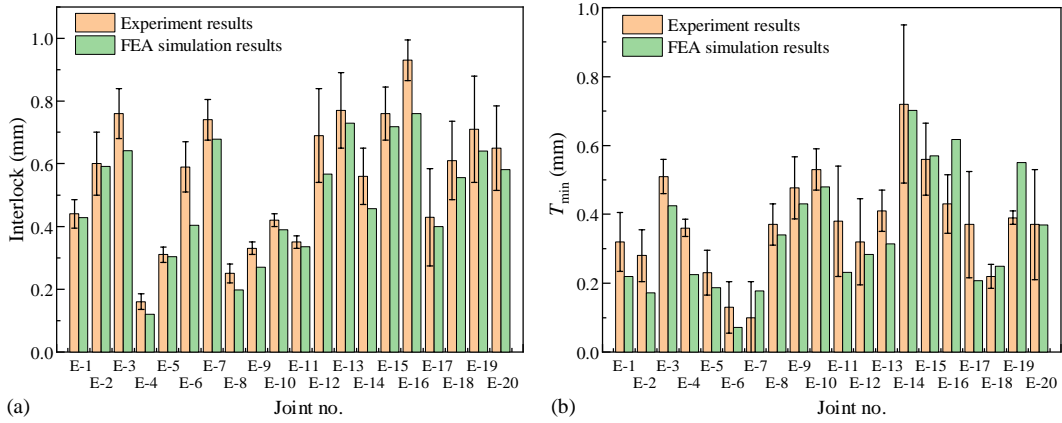 Experiment results
FEA simulation results
Interlock (mm)
1.0
0.8
0.6
0.4
0.2
0.0
E-1 E-3 E-5 E-7 E-9 E-11 E-13 E-15 E-17 E-19
E-2 E-4 E-6 E-8 E-10 E-12 E-14 E-16 E-18 E-20
(a) Joint no.
Experiment results
FEA simulation results
Tmin (mm)
1.0
0.8
0.6
0.4
0.2
0.0
E-1 E-3 E-5 E-7 E-9 E-11 E-13 E-15 E-17 E-19
E-2 E-4 E-6 E-8 E-10 E-12 E-14 E-16 E-18 E-20
(b) Joint no.